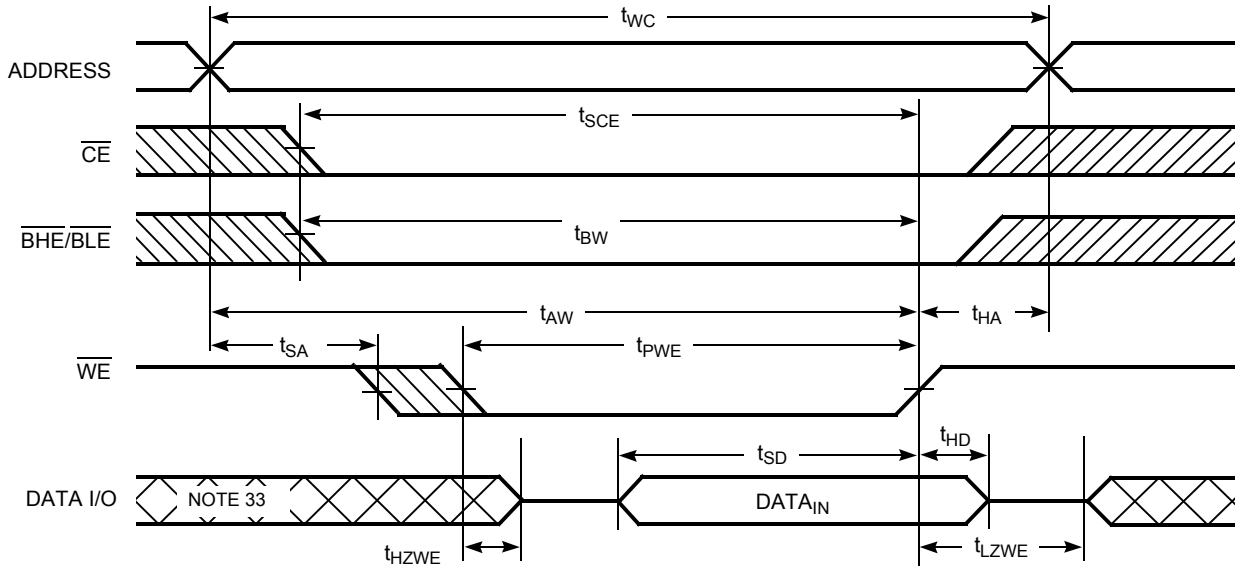 tWC
ADDRESS
tSCE
CE
BHE/BLE
tBW
tAW
tHA
tSA
tPWE
WE
tSD
tHD
DATA I/O
NOTE 33
DATAIN
tHZWE
tLZWE